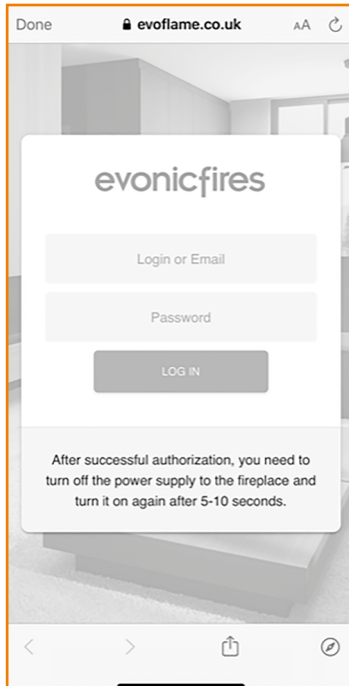 Done evoflame.co.uk AA
evonicfires
Login or Email
Password
LOG IN
After successful authorization, you need to
turn off the power supply to the fireplace and
turn it on again after 5-10 seconds.